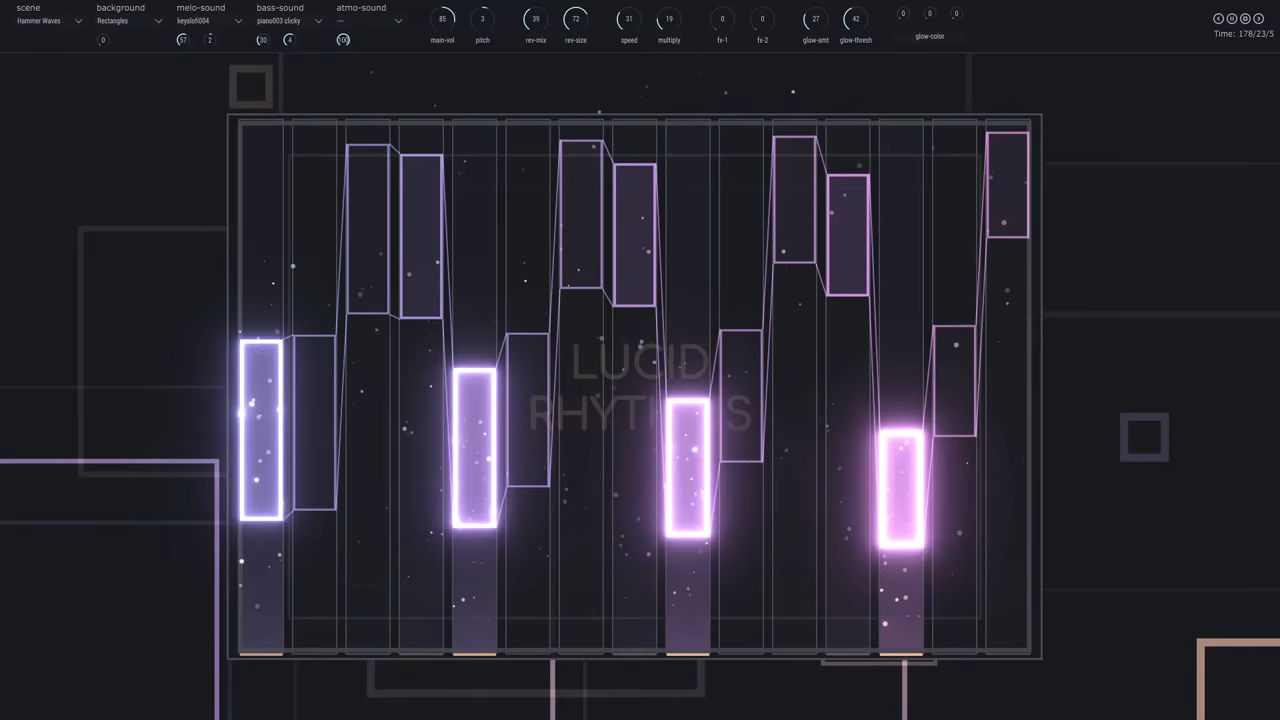 scene
background
melo-sound
bass-sound
atmo-sound
Hammer Waves
Rectangles
keyslofi004
piano003 clicky
---
0
57
2
30
4
100
85
3
39
72
31
19
0
0
27
42
0
0
0
main-vol
pitch
rev-mix
rev-size
speed
multiply
fx-1
fx-2
glow-amt
glow-thresh
glow-color
Time: 178/23/5
LUCID
RHYTHMS